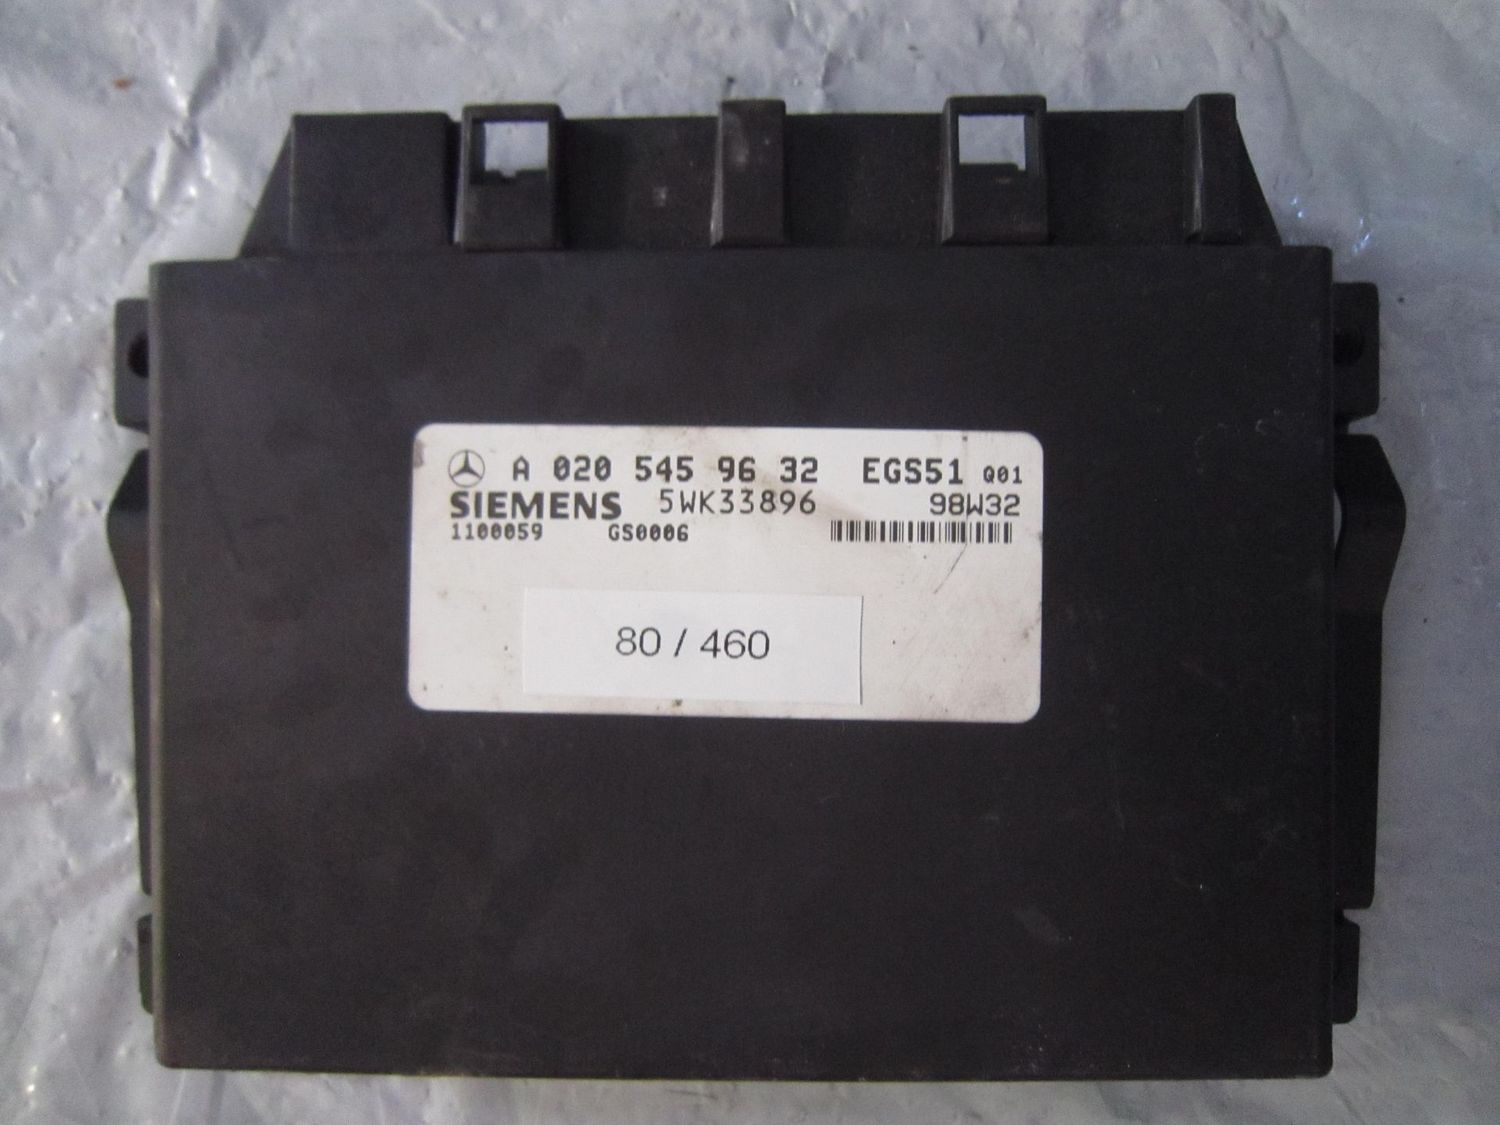 A 020 545 96 32 EGS51 Q01
SIEMENS 5WK33896 98W32
1100059 GS0006
80 / 460